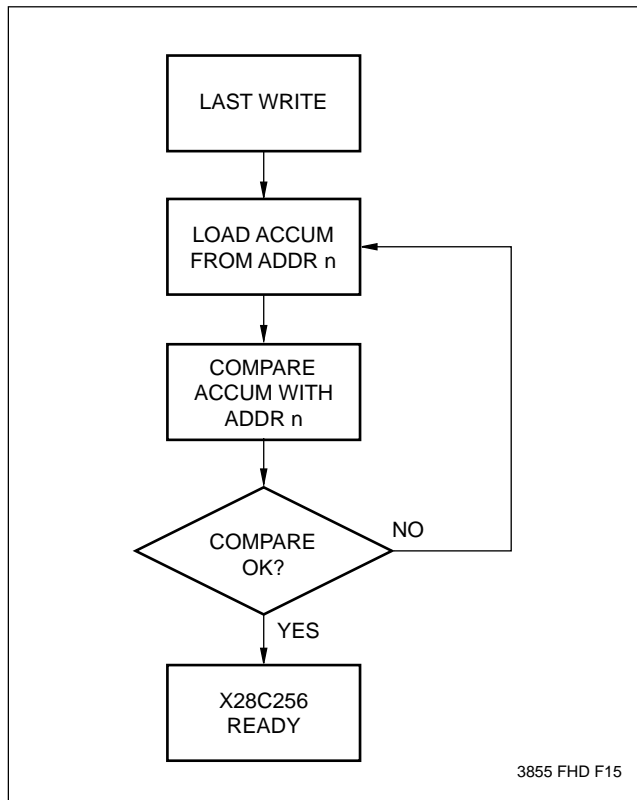 LAST WRITE
LOAD ACCUM
FROM ADDR n
COMPARE
ACCUM WITH
ADDR n
COMPARE
OK?
NO
YES
X28C256
READY
3855 FHD F15